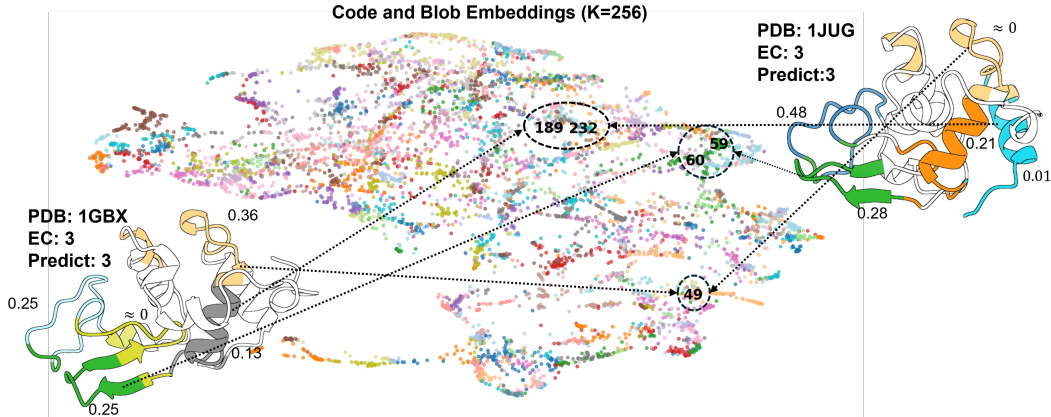 Code and Blob Embeddings (K=256)
PDB: 1JUG
EC: 3
Predict:3
≈ 0
0.48
189 232
59
60
0.21
0.01
0.28
PDB: 1GBX
EC: 3
Predict: 3
0.36
0.25
≈ 0
49
0.13
0.25